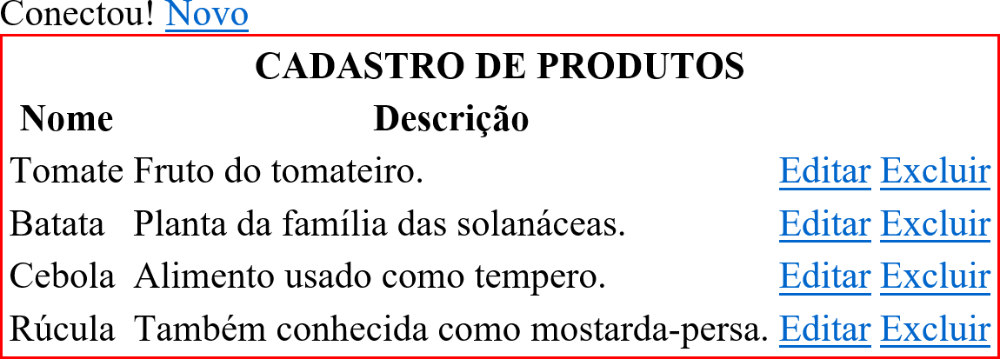 Conectou! Novo
CADASTRO DE PRODUTOS
Nome Descrição
Tomate Fruto do tomateiro. Editar Excluir
Batata Planta da família das solanáceas. Editar Excluir
Cebola Alimento usado como tempero. Editar Excluir
Rúcula Também conhecida como mostarda-persa. Editar Excluir